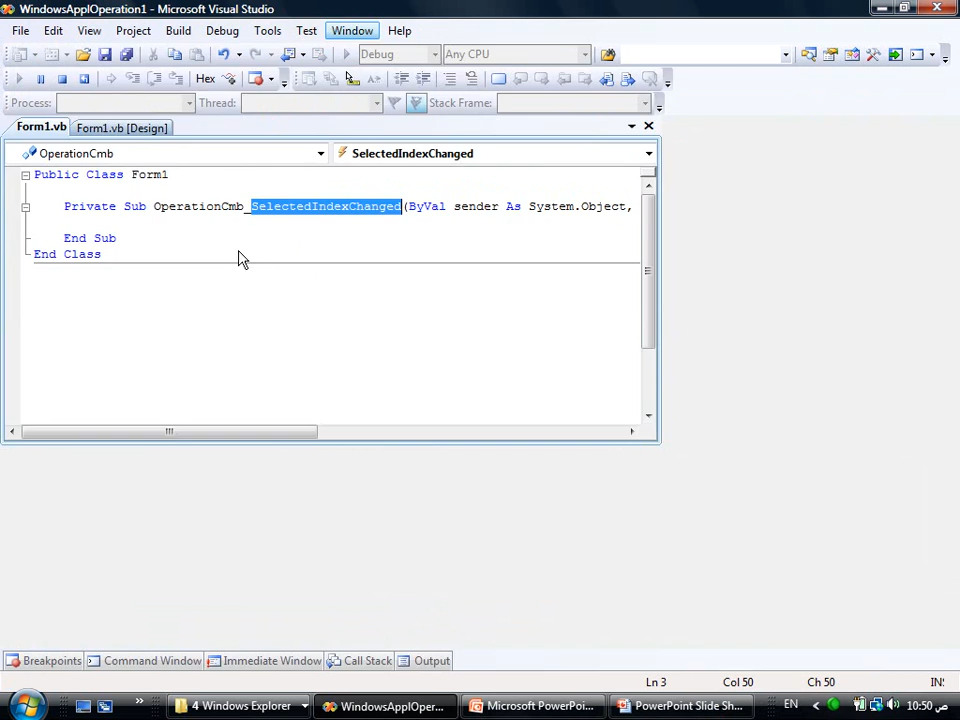 WindowsApplOperation1 - Microsoft Visual Studio
File Edit View Project Build Debug Tools Test Window Help
Debug Any CPU
Hex
Process: Thread: Stack Frame:
Form1.vb Form1.vb [Design]
OperationCmb SelectedIndexChanged
Public Class Form1
Private Sub OperationCmb_SelectedIndexChanged(ByVal sender As System.Object,
End Sub
End Class
Breakpoints Command Window Immediate Window Call Stack Output
Ln 3 Col 50 Ch 50 INS
4 Windows Explorer WindowsApplOper... Microsoft PowerPoi... PowerPoint Slide Sh... EN 10:50 ص